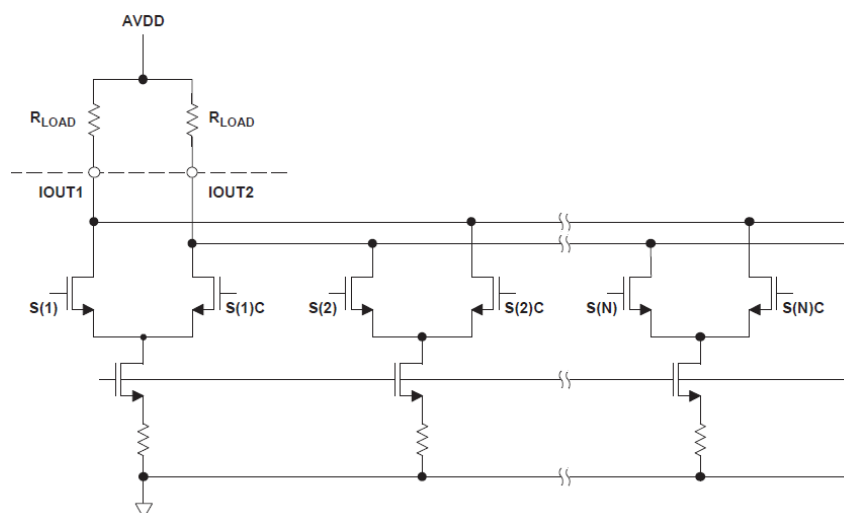 AVDD
RLOAD RLOAD
IOUT1 IOUT2
S(1) S(1)C S(2) S(2)C S(N) S(N)C